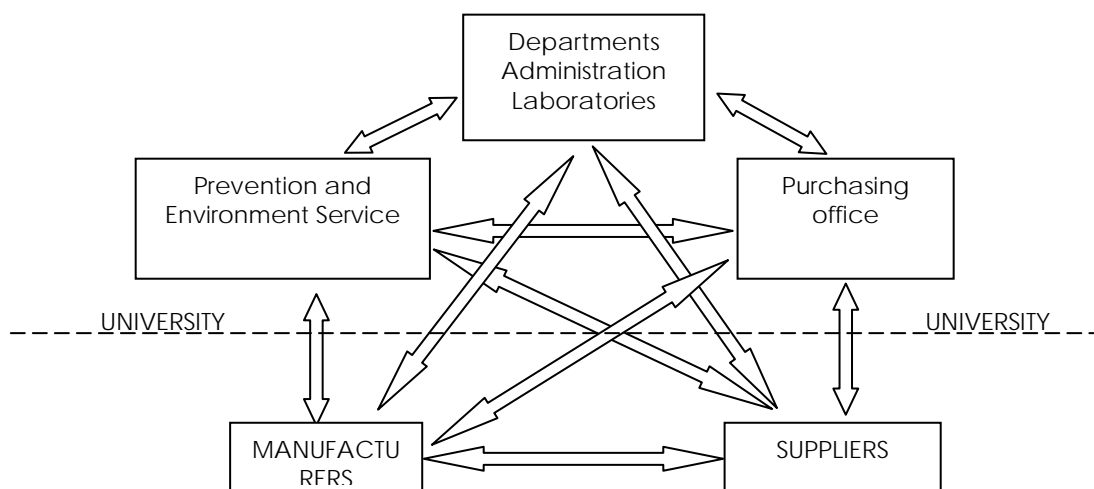 Departments
Administration
Laboratories
Prevention and
Environment Service
Purchasing
office
UNIVERSITY
UNIVERSITY
MANUFACTU
RERS
SUPPLIERS